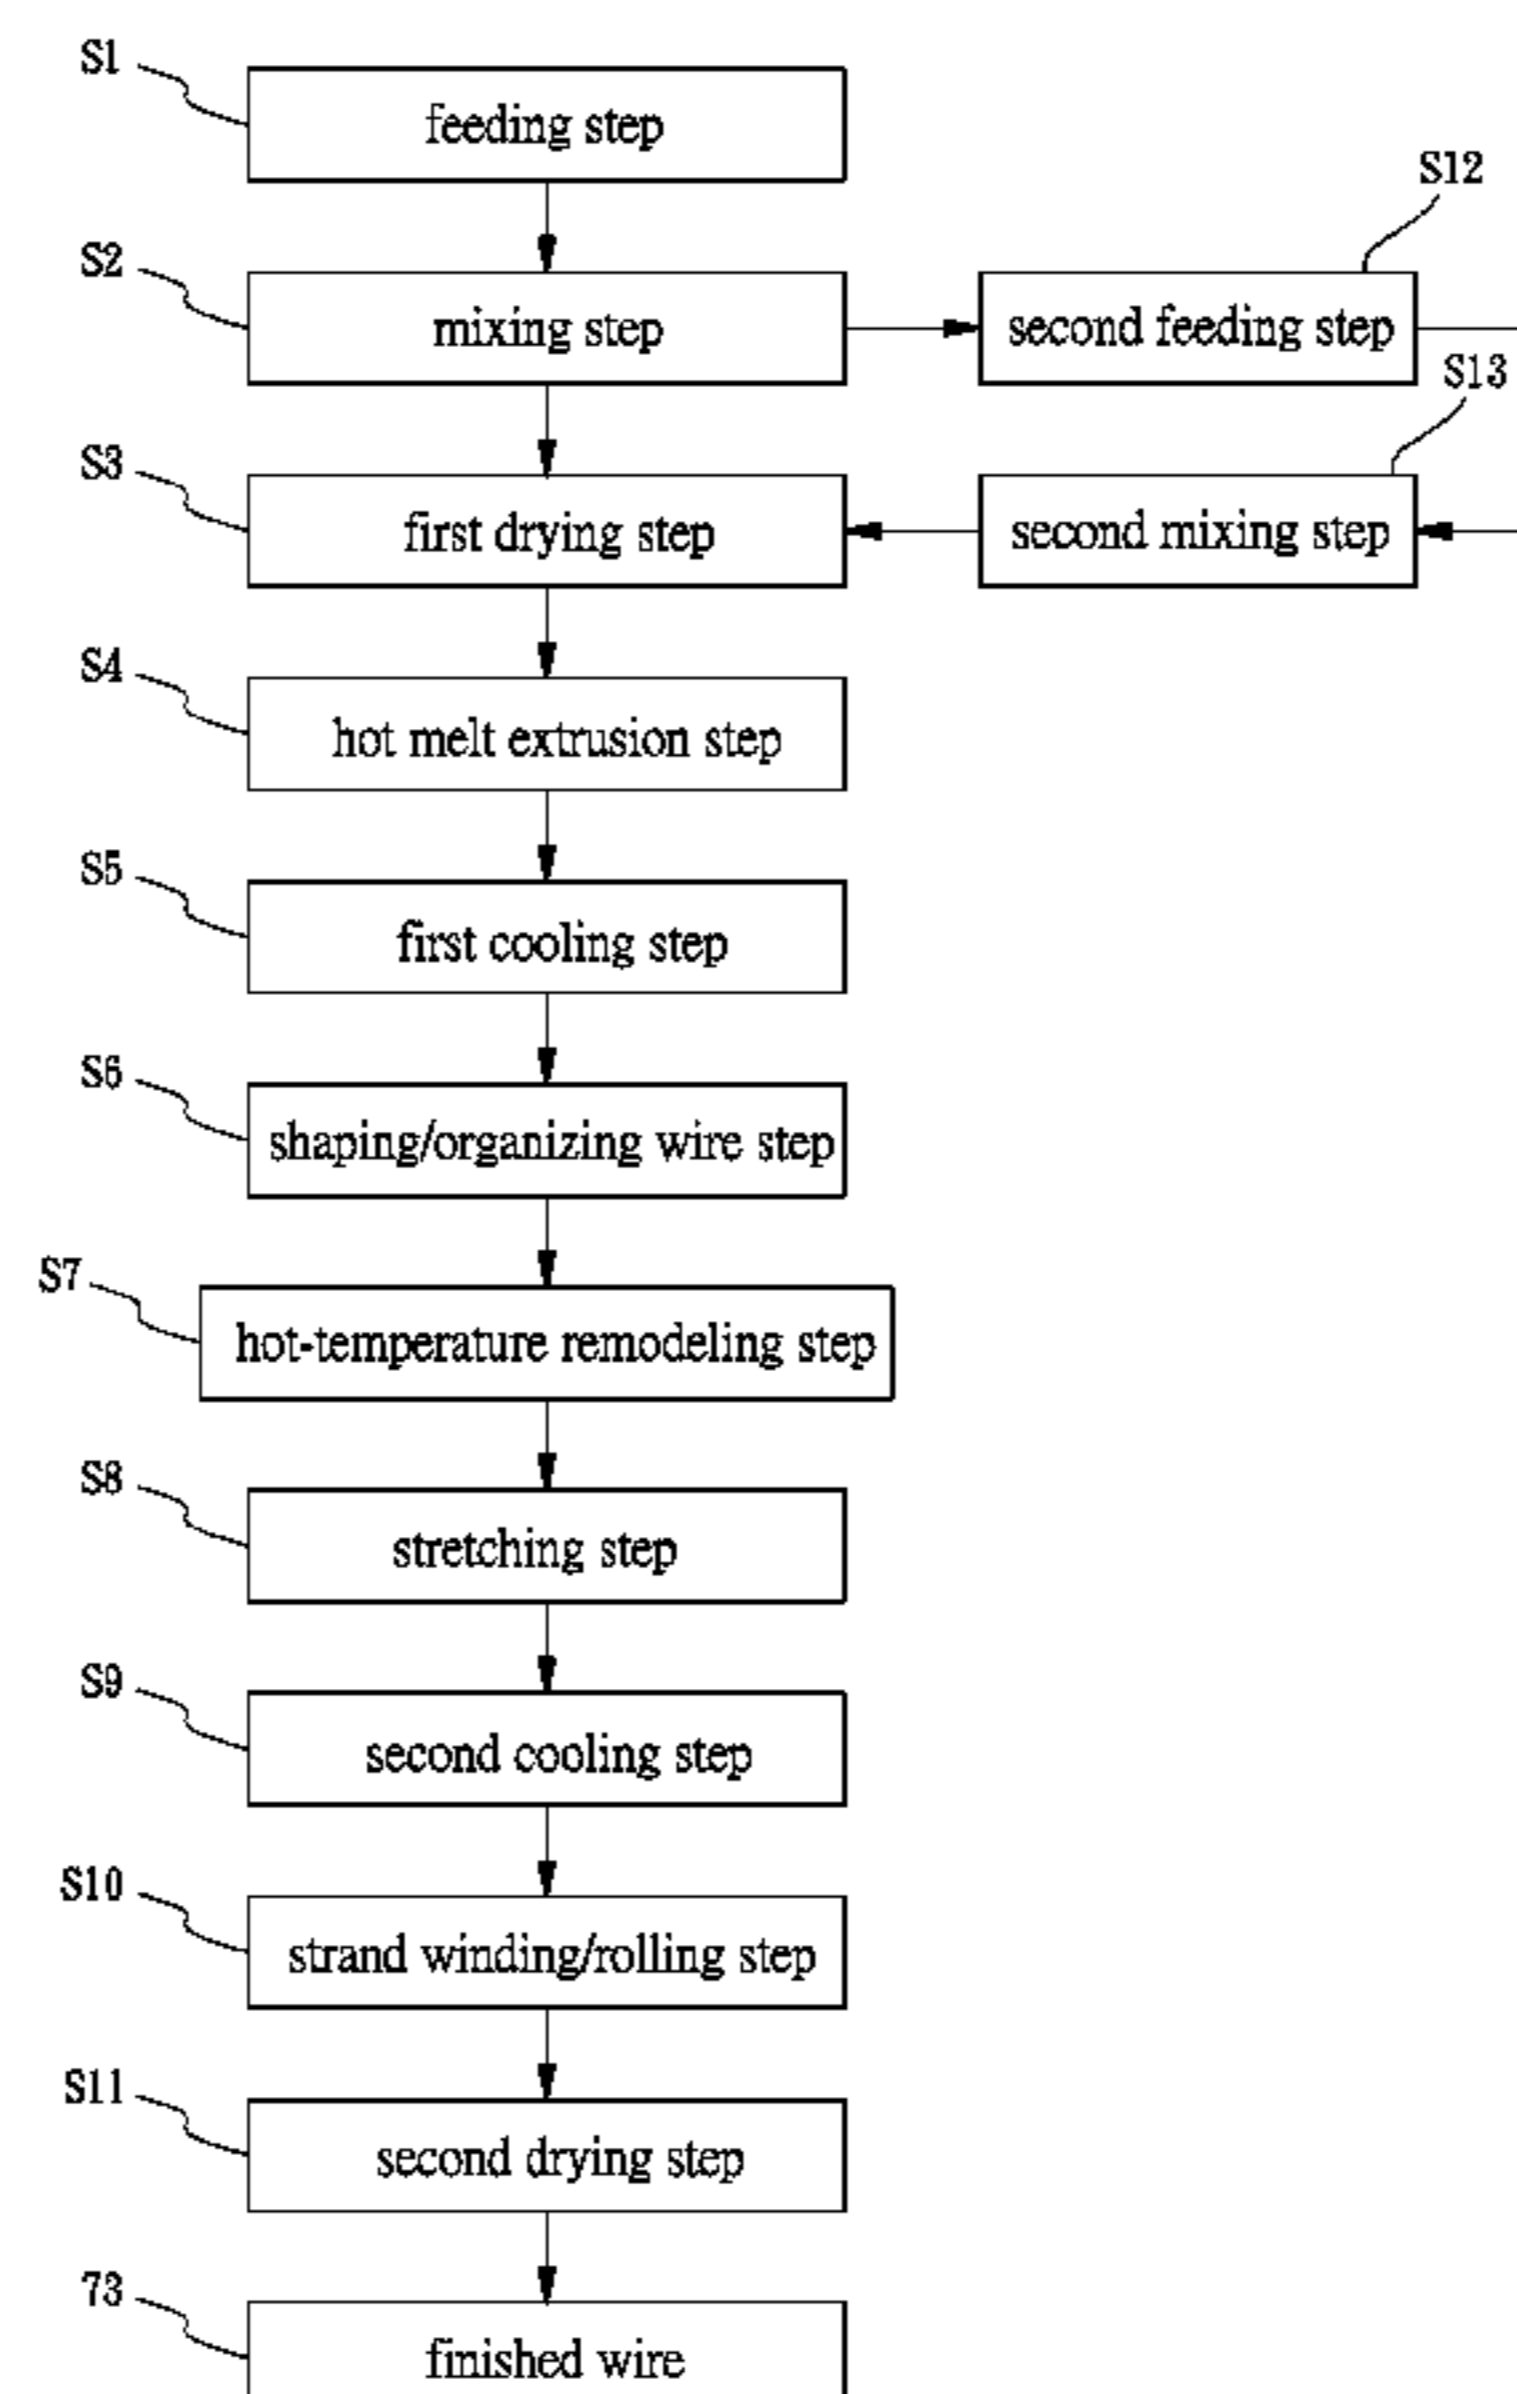 S1
feeding step
S12
S2
mixing step
second feeding step
S13
S3
first drying step
second mixing step
S4
hot melt extrusion step
S5
first cooling step
S6
shaping/organizing wire step
S7
hot-temperature remodeling step
S8
stretching step
S9
second cooling step
S10
strand winding/rolling step
S11
second drying step
73
finished wire